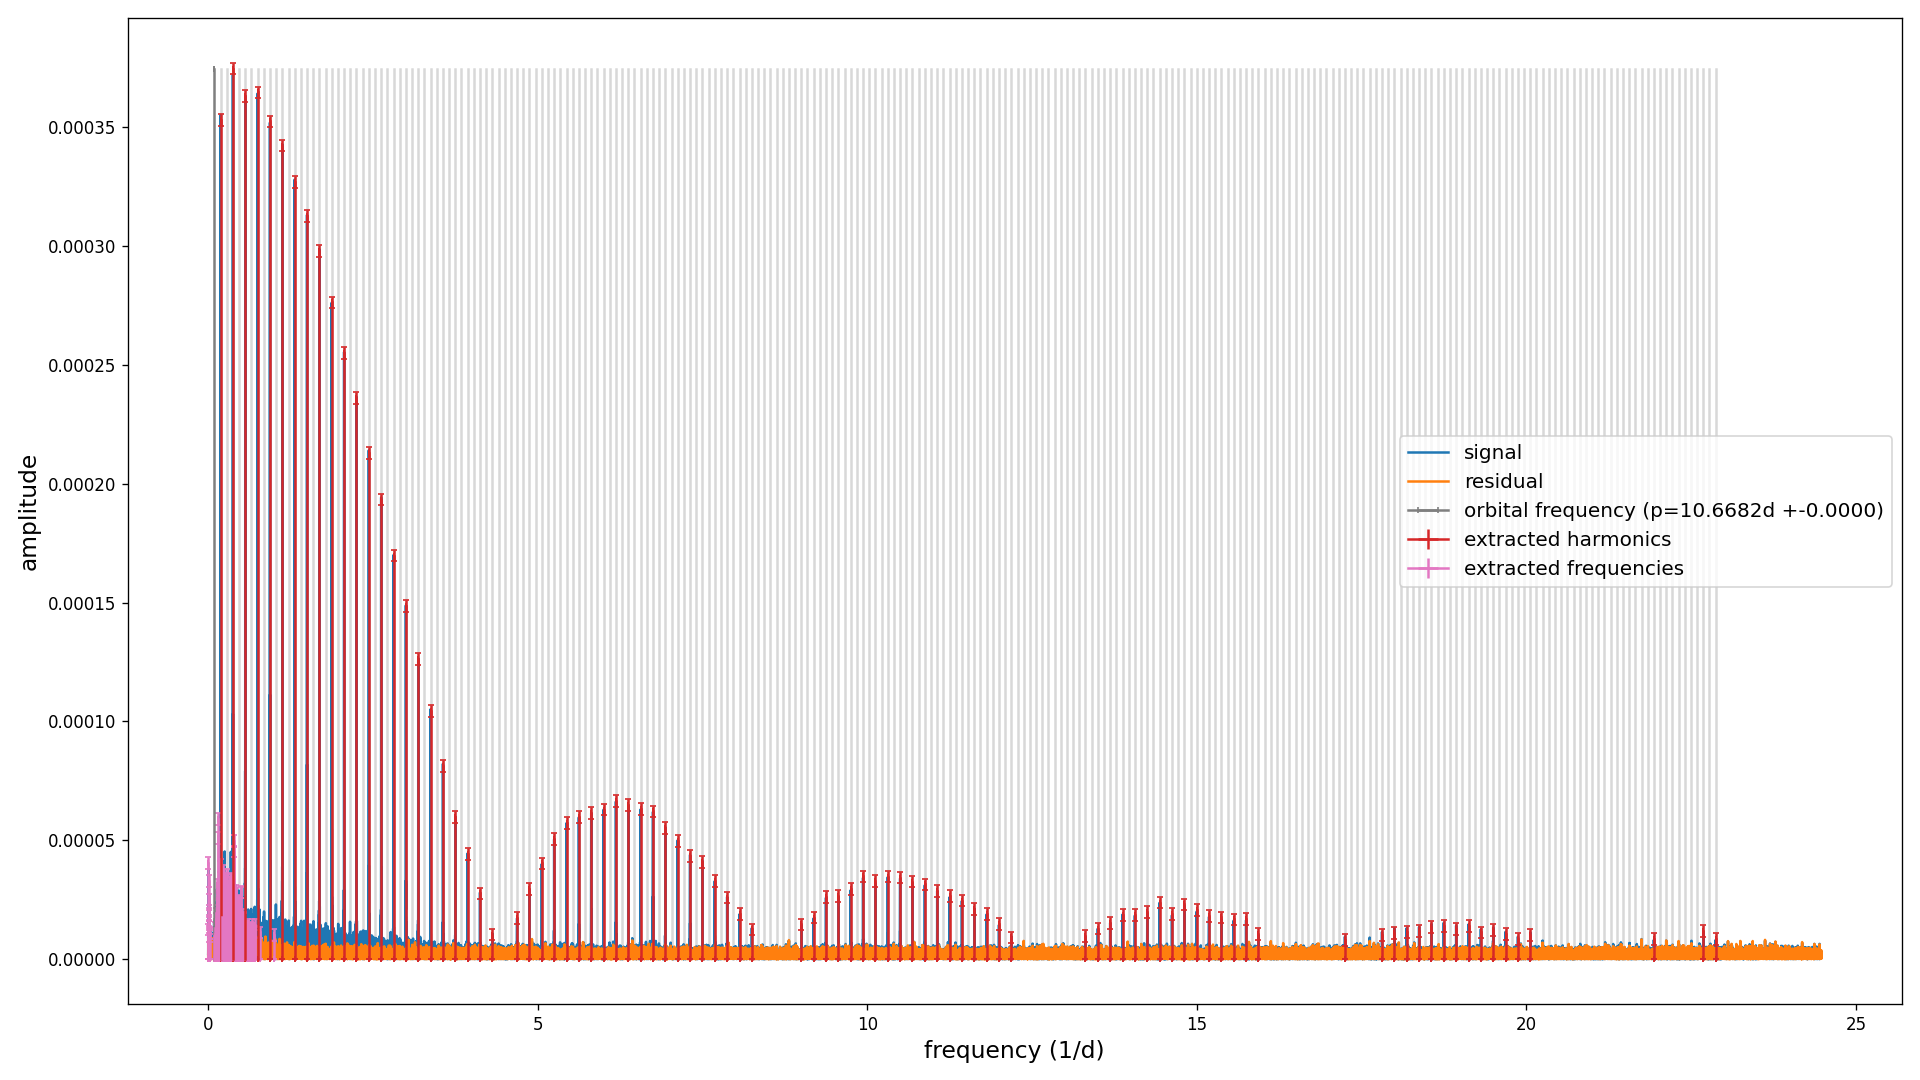 0.00035
0.00030
0.00025
0.00020
0.00015
0.00010
0.00005
0.00000
amplitude
0 5 10 15 20 25
frequency (1/d)
signal
residual
orbital frequency (p=10.6682d +-0.0000)
extracted harmonics
extracted frequencies